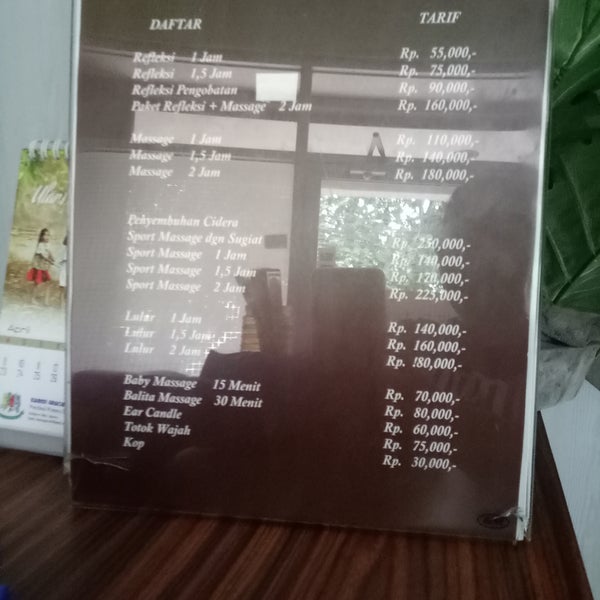 DAFTAR TARIF
Refleksi 1 Jam Rp. 55,000,-
Refleksi 1,5 Jam Rp. 75,000,-
Refleksi Pengobatan Rp. 90,000,-
Paket Refleksi + Massage 2 Jam Rp. 160,000,-
Massage 1 Jam Rp. 110,000,-
Massage 1,5 Jam Rp. 140,000,-
Massage 2 Jam Rp. 180,000,-
Penyembuhan Cidera
Sport Massage dgn Sugiat Rp. 250,000,-
Sport Massage 1 Jam Rp. 140,000,-
Sport Massage 1,5 Jam Rp. 170,000,-
Sport Massage 2 Jam Rp. 225,000,-
Lulur 1 Jam Rp. 140,000,-
Lulur 1,5 Jam Rp. 160,000,-
Lulur 2 Jam Rp. 180,000,-
Baby Massage 15 Menit Rp. 70,000,-
Balita Massage 30 Menit Rp. 80,000,-
Ear Candle Rp. 60,000,-
Totok Wajah Rp. 75,000,-
Kop Rp. 30,000,-
April